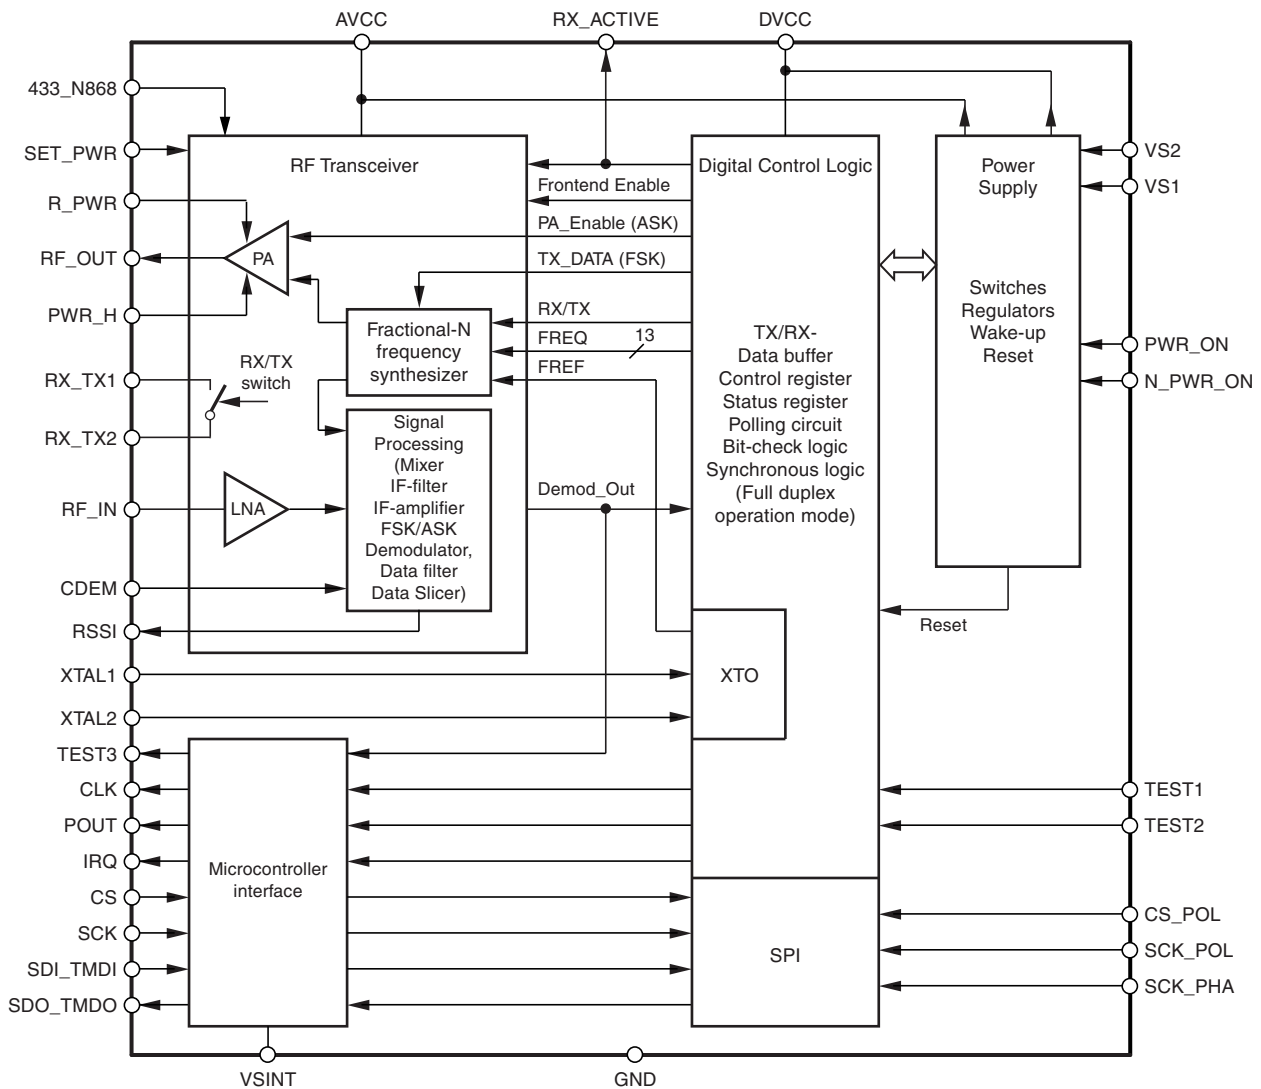 AVCC
RX_ACTIVE
DVCC
433_N868
SET_PWR
R_PWR
RF_OUT
PWR_H
RX_TX1
RX_TX2
RF_IN
CDEM
RSSI
XTAL1
XTAL2
TEST3
CLK
POUT
IRQ
CS
SCK
SDI_TMDI
SDO_TMDO
RF Transceiver
PA
RX/TX
switch
LNA
Fractional-N
frequency
synthesizer
Signal
Processing
(Mixer
IF-filter
IF-amplifier
FSK/ASK
Demodulator,
Data filter
Data Slicer)
Frontend Enable
PA_Enable (ASK)
TX_DATA (FSK)
RX/TX
FREQ
13
FREF
Demod_Out
Digital Control Logic
TX/RX-
Data buffer
Control register
Status register
Polling circuit
Bit-check logic
Synchronous logic
(Full duplex
operation mode)
XTO
SPI
Microcontroller
interface
Power
Supply
Switches
Regulators
Wake-up
Reset
Reset
VS2
VS1
PWR_ON
N_PWR_ON
TEST1
TEST2
CS_POL
SCK_POL
SCK_PHA
VSINT
GND